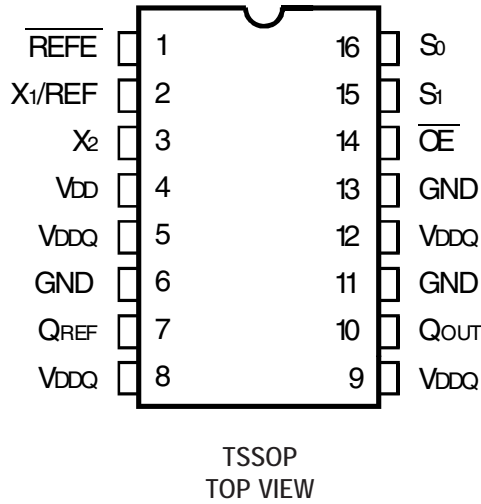 REFE 1 16 S0
X1/REF 2 15 S1
X2 3 14 OE
VDD 4 13 GND
VDDQ 5 12 VDDQ
GND 6 11 GND
QREF 7 10 QOUT
VDDQ 8 9 VDDQ
TSSOP
TOP VIEW